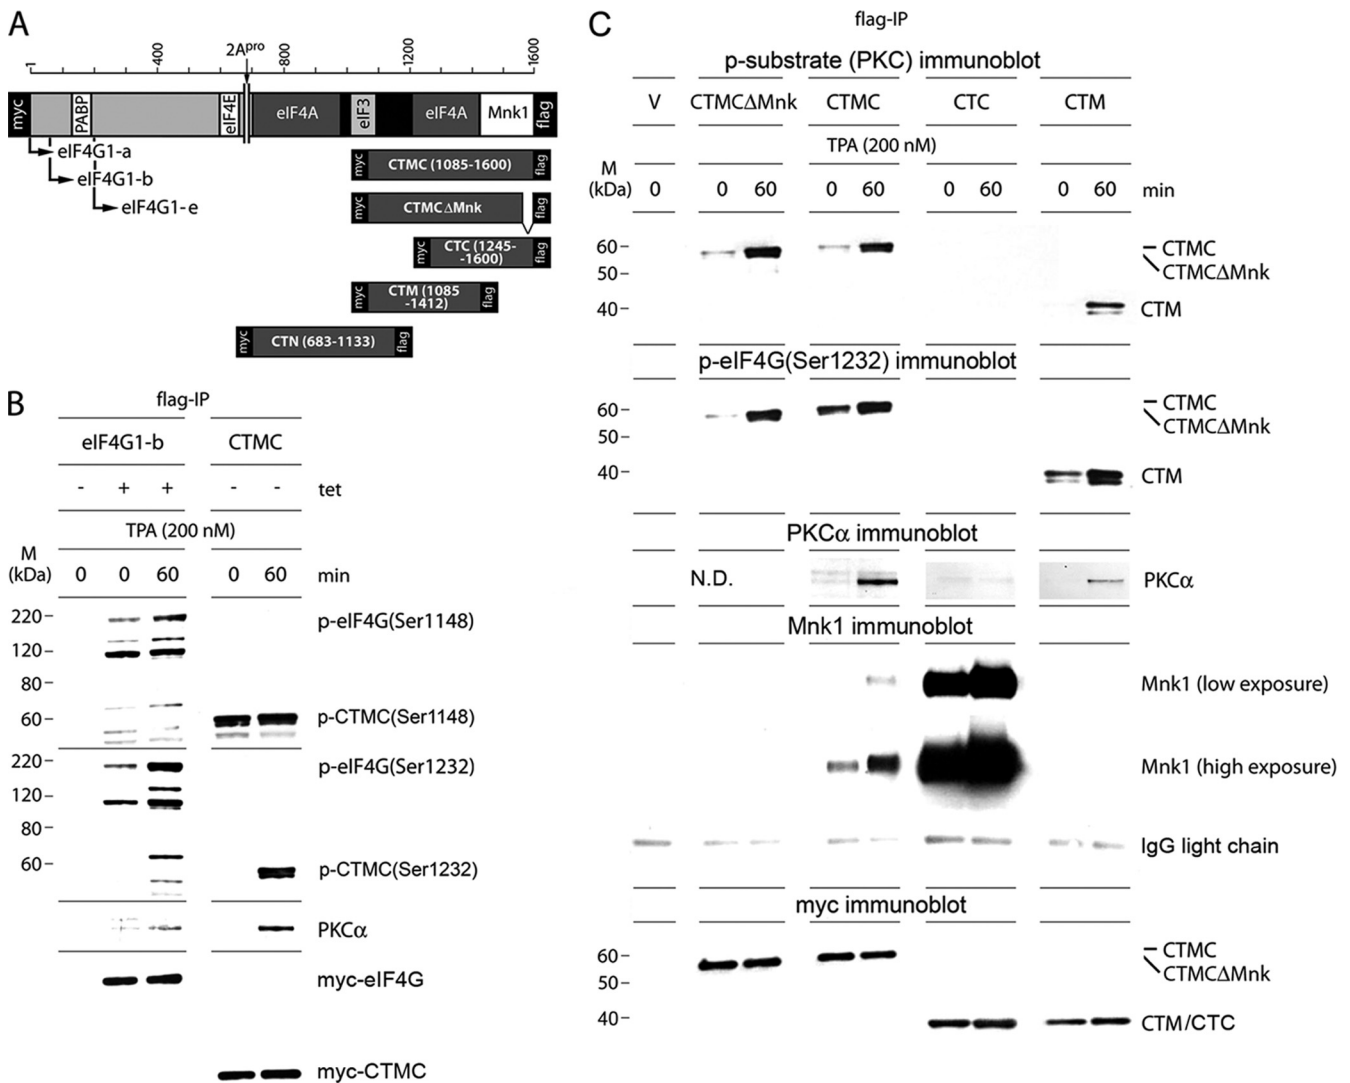 A
1
400
2Apro
800
1200
1600
myc
PABP
eIF4E
eIF4A
eIF3
eIF4A
Mnk1
flag
eIF4G1-a
eIF4G1-b
eIF4G1-e
myc CTMC (1085-1600) flag
myc CTMCΔMnk flag
myc CTC (1245-
-1600) flag
myc CTM (1085
-1412) flag
myc CTN (683-1133) flag
B
flag-IP
eIF4G1-b CTMC
- + + - - tet
TPA (200 nM)
M
(kDa) 0 0 60 0 60 min
220 p-eIF4G(Ser1148)
120
80
60 p-CTMC(Ser1148)
220 p-eIF4G(Ser1232)
120
80
60 p-CTMC(Ser1232)
PKCα
myc-eIF4G
myc-CTMC
C
flag-IP
p-substrate (PKC) immunoblot
V CTMCΔMnk CTMC CTC CTM
TPA (200 nM)
M
(kDa) 0 0 60 0 60 0 60 0 60 min
60 CTMC
CTMCΔMnk
50
40 CTM
p-eIF4G(Ser1232) immunoblot
60 CTMC
CTMCΔMnk
50
40 CTM
PKCα immunoblot
N.D. PKCα
Mnk1 immunoblot
Mnk1 (low exposure)
Mnk1 (high exposure)
IgG light chain
myc immunoblot
60 CTMC
CTMCΔMnk
50
40 CTM/CTC